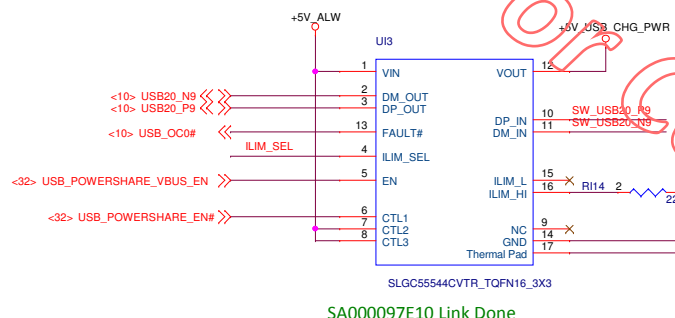 +5V_ALW
+5V_USB_CHG_PWR
UI3
1 VIN VOUT 12
<10> USB20_N9 2 DM_OUT
<10> USB20_P9 3 DP_OUT
DP_IN 10 SW_USB20_P9
DM_IN 11 SW_USB20_N9
<10> USB_OC0# 13 FAULT#
ILIM_SEL 4 ILIM_SEL
<32> USB_POWERSHARE_VBUS_EN 5 EN
ILIM_L 15
ILIM_HI 16 RI14 2
22
<32> USB_POWERSHARE_EN# 6 CTL1
7 CTL2
8 CTL3
NC 9
GND 14
Thermal Pad 17
SLGC55544CVTR_TQFN16_3X3
SA000097E10 Link Done